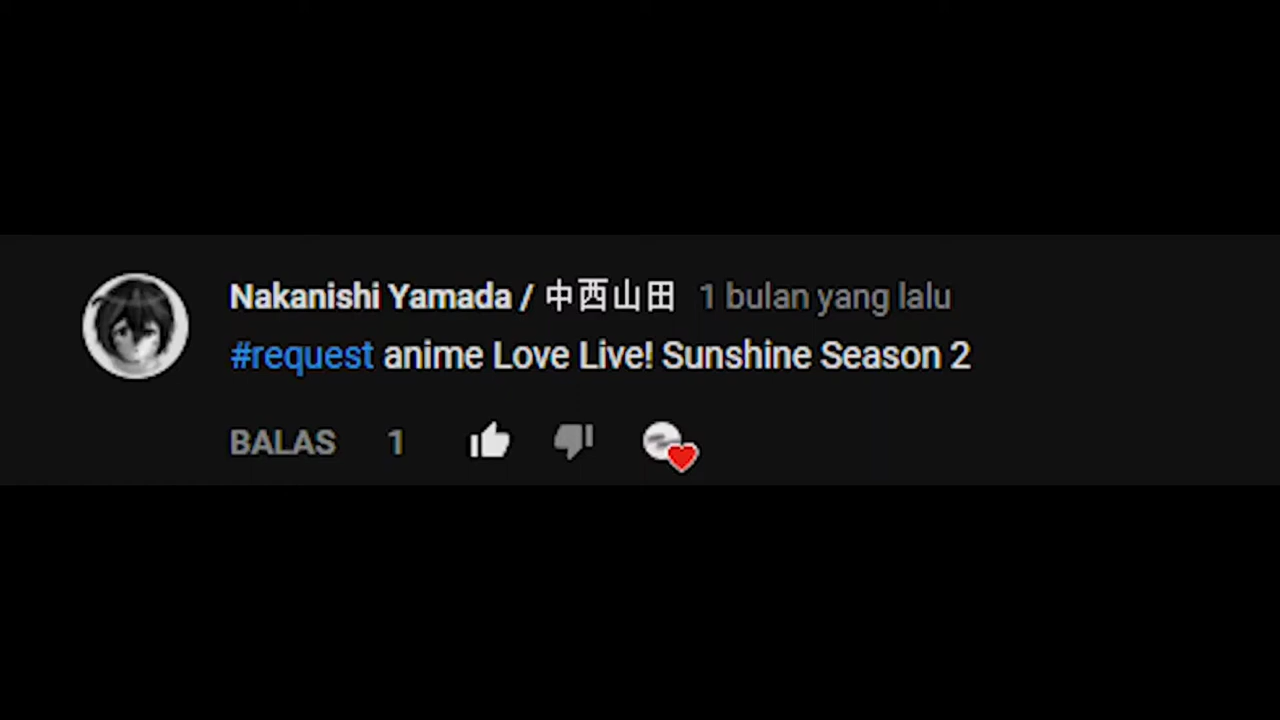 Nakanishi Yamada / 中西山田 1 bulan yang lalu
#request anime Love Live! Sunshine Season 2
BALAS 1